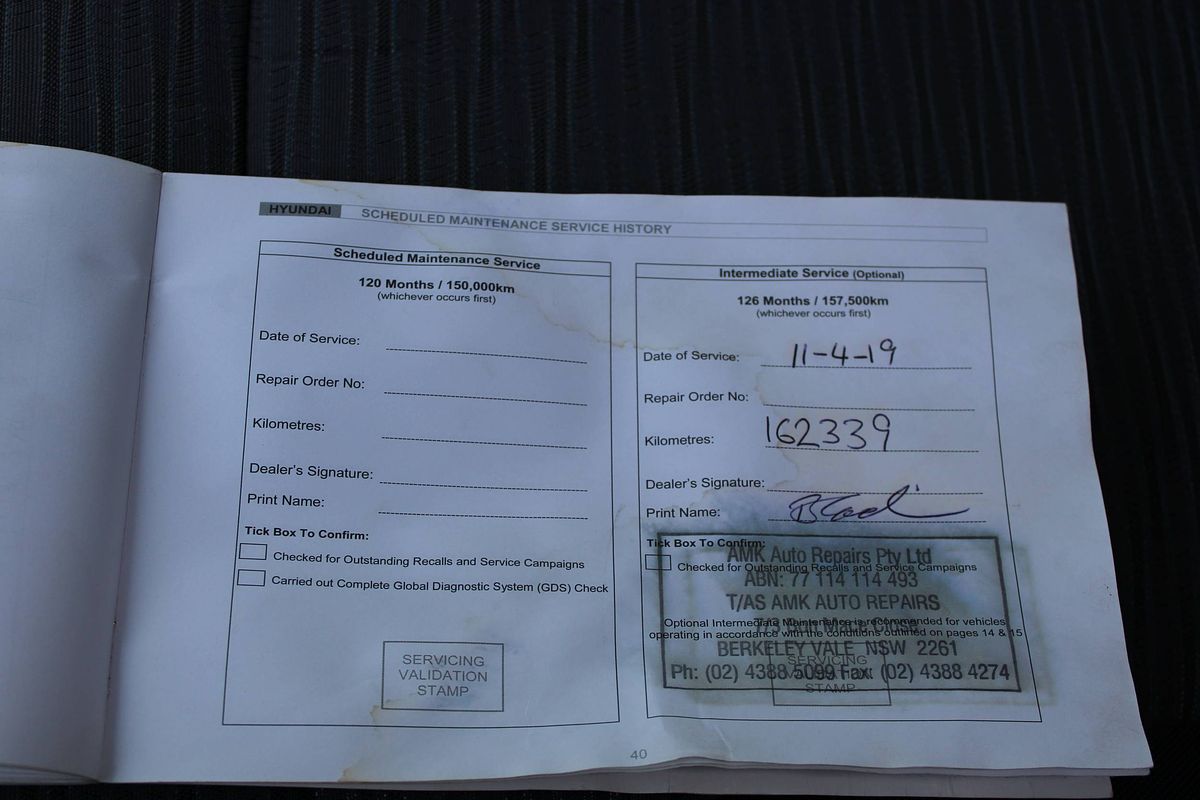 HYUNDAI SCHEDULED MAINTENANCE SERVICE HISTORY
Scheduled Maintenance Service
120 Months / 150,000km
(whichever occurs first)
Date of Service:
Repair Order No:
Kilometres:
Dealer's Signature:
Print Name:
Tick Box To Confirm:
Checked for Outstanding Recalls and Service Campaigns
Carried out Complete Global Diagnostic System (GDS) Check
SERVICING
VALIDATION
STAMP
Intermediate Service (Optional)
126 Months / 157,500km
(whichever occurs first)
Date of Service: 11-4-19
Repair Order No:
Kilometres: 162339
Dealer's Signature:
Print Name:
Tick Box To Confirm:
Checked for Outstanding Recalls and Service Campaigns
Optional Intermediate Maintenance is recommended for vehicles
operating in accordance with the conditions outlined on pages 14 & 15
SERVICING
VALIDATION
STAMP
AMK Auto Repairs Pty Ltd
ABN: 77 114 114 493
T/AS AMK AUTO REPAIRS
Close
BERKELEY VALE NSW 2261
Ph: (02) 4388 5099 Fax: (02) 4388 4274
40